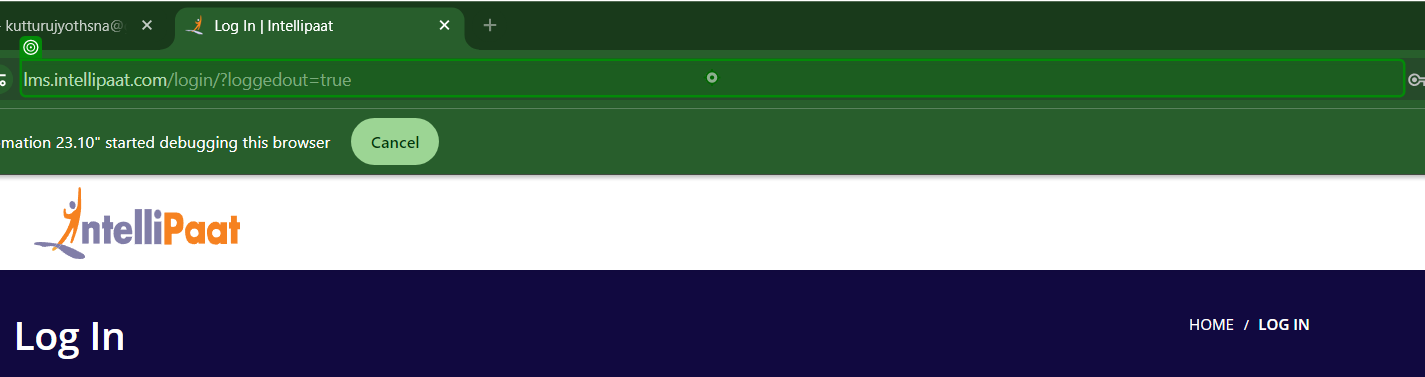 - kutturujyothsna@
Log In | Intellipaat
lms.intellipaat.com/login/?loggedout=true
mation 23.10" started debugging this browser
Cancel
IntelliPaat
Log In
HOME / LOG IN